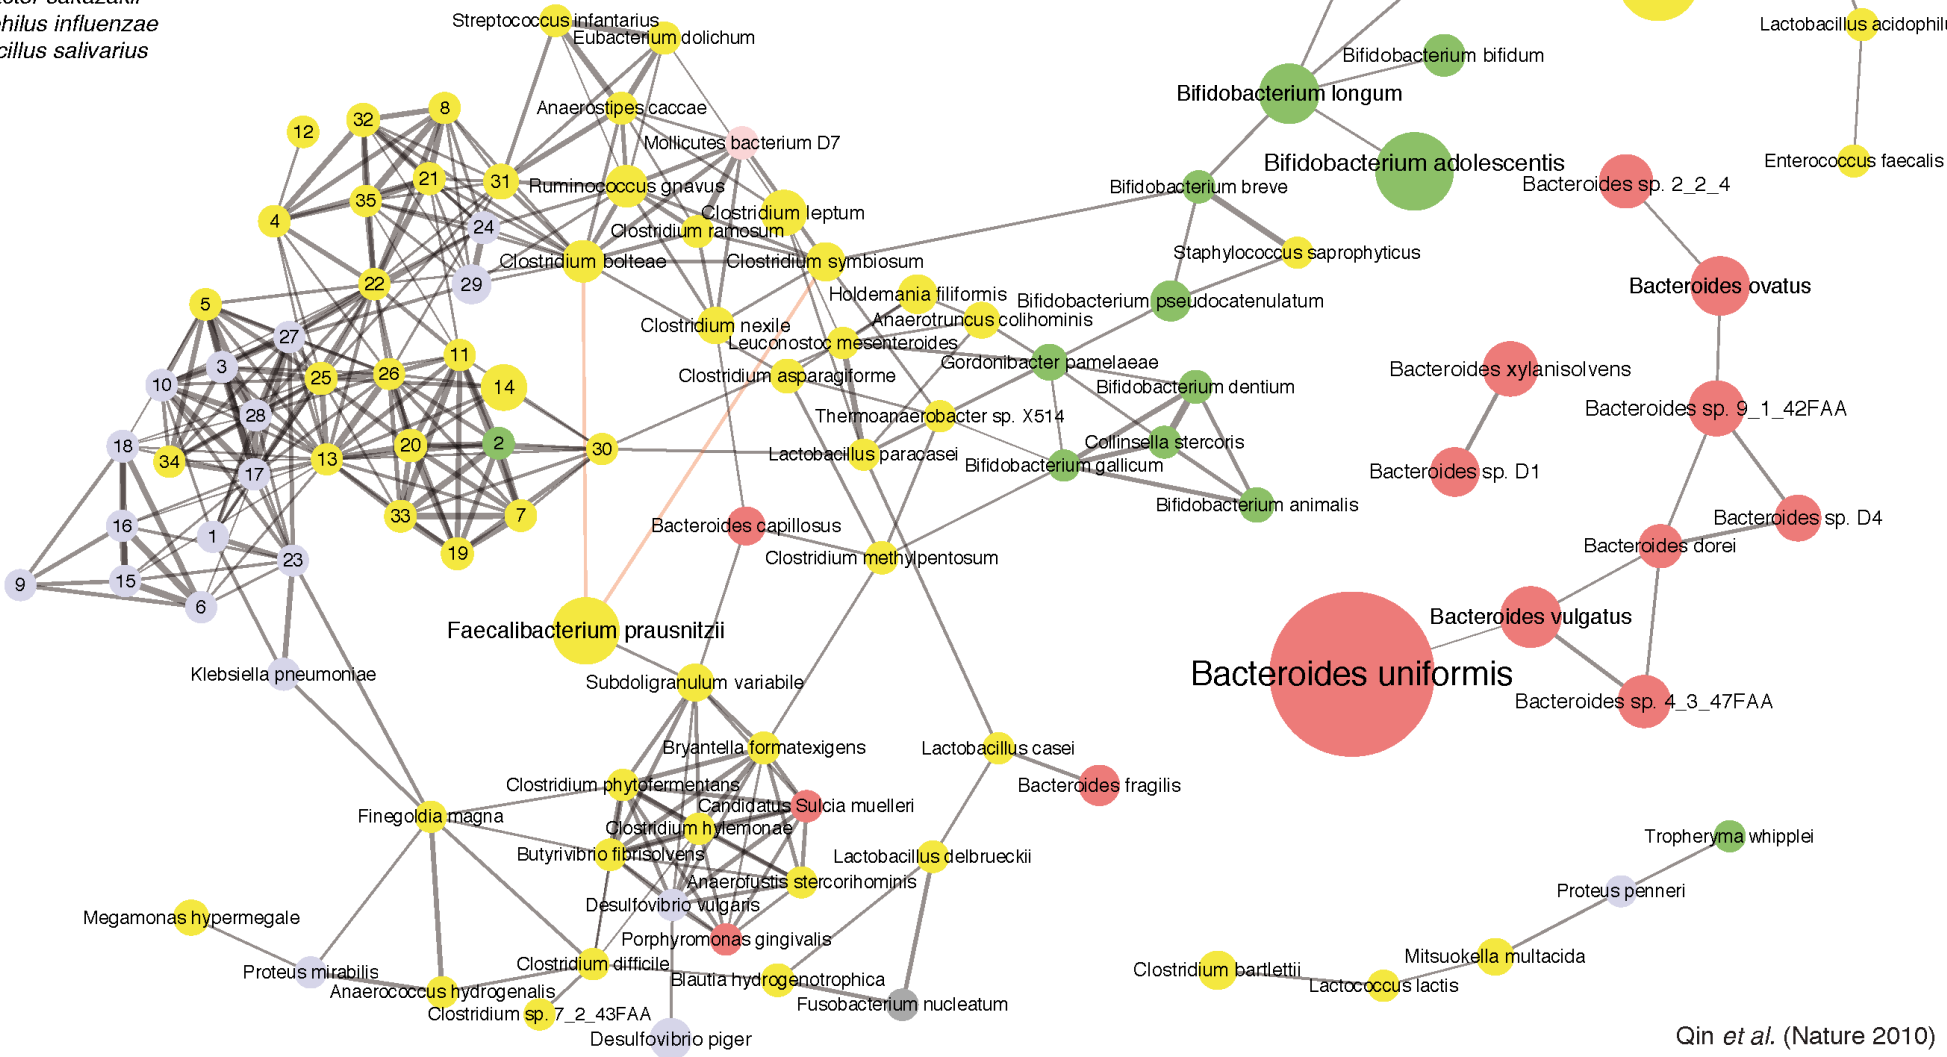 ehilus influenzae
cillus salivarius
Streptococcus infantarius
Eubacterium dolichum
Anaerostipes caccae
Mollicutes bacterium D7
Ruminococcus gnavus
Clostridium leptum
Clostridium ramosum
Clostridium bolteae
Clostridium symbiosum
Holdemania filiformis
Anaerotruncus colihominis
Clostridium nexile
Leuconostoc mesenteroides
Gordonibacter pamelaeae
Clostridium asparagiforme
Thermoanaerobacter sp. X514
Lactobacillus paracasei
Bifidobacterium bifidum
Bifidobacterium longum
Bifidobacterium adolescentis
Bifidobacterium breve
Staphylococcus saprophyticus
Bifidobacterium pseudocatenulatum
Bifidobacterium dentium
Collinsella stercoris
Bifidobacterium gallicum
Bifidobacterium animalis
Lactobacillus acidophilu
Enterococcus faecalis
Bacteroides sp. 2_2_4
Bacteroides ovatus
Bacteroides xylanisolvens
Bacteroides sp. 9_1_42FAA
Bacteroides sp. D1
Bacteroides sp. D4
Bacteroides dorei
Bacteroides vulgatus
Bacteroides uniformis
Bacteroides sp. 4_3_47FAA
12
32
8
21
31
35
4
24
22
29
5
27
3
10
25
26
11
14
28
18
34
17
13
20
2
30
33
7
19
16
1
23
9
15
6
Bacteroides capillosus
Clostridium methylpentosum
Faecalibacterium prausnitzii
Klebsiella pneumoniae
Subdoligranulum variabile
Bryantella formatexigens
Lactobacillus casei
Bacteroides fragilis
Clostridium phytofermentans
Candidatus Sulcia muelleri
Finegoldia magna
Clostridium hylemonae
Butyrivibrio fibrisolvens
Lactobacillus delbrueckii
Anaerofustis stercorihominis
Desulfovibrio vulgaris
Megamonas hypermegale
Porphyromonas gingivalis
Clostridium difficile
Proteus mirabilis
Blautia hydrogenotrophica
Anaerococcus hydrogenalis
Fusobacterium nucleatum
Clostridium sp. 7_2_43FAA
Desulfovibrio piger
Tropheryma whipplei
Proteus penneri
Mitsuokella multacida
Clostridium bartlettii
Lactococcus lactis
Qin et al. (Nature 2010)